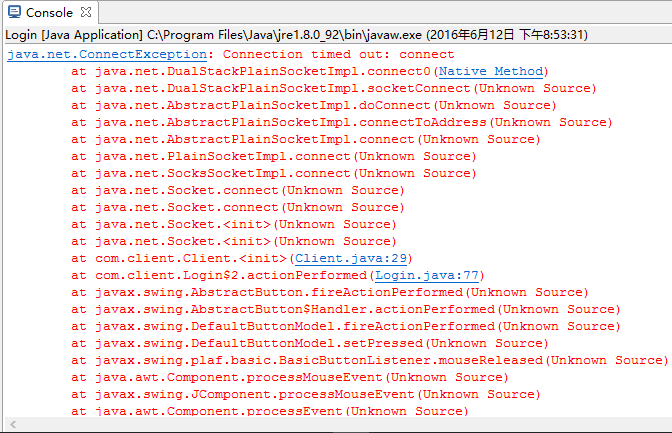 Console
Login [Java Application] C:\Program Files\Java\jre1.8.0_92\bin\javaw.exe (2016年6月12日 下午8:53:31)
java.net.ConnectException: Connection timed out: connect
at java.net.DualStackPlainSocketImpl.connect0(Native Method)
at java.net.DualStackPlainSocketImpl.socketConnect(Unknown Source)
at java.net.AbstractPlainSocketImpl.doConnect(Unknown Source)
at java.net.AbstractPlainSocketImpl.connectToAddress(Unknown Source)
at java.net.AbstractPlainSocketImpl.connect(Unknown Source)
at java.net.PlainSocketImpl.connect(Unknown Source)
at java.net.SocksSocketImpl.connect(Unknown Source)
at java.net.Socket.connect(Unknown Source)
at java.net.Socket.connect(Unknown Source)
at java.net.Socket.<init>(Unknown Source)
at java.net.Socket.<init>(Unknown Source)
at com.client.Client.<init>(Client.java:29)
at com.client.Login$2.actionPerformed(Login.java:77)
at javax.swing.AbstractButton.fireActionPerformed(Unknown Source)
at javax.swing.AbstractButton$Handler.actionPerformed(Unknown Source)
at javax.swing.DefaultButtonModel.fireActionPerformed(Unknown Source)
at javax.swing.DefaultButtonModel.setPressed(Unknown Source)
at javax.swing.plaf.basic.BasicButtonListener.mouseReleased(Unknown Source)
at java.awt.Component.processMouseEvent(Unknown Source)
at javax.swing.JComponent.processMouseEvent(Unknown Source)
at java.awt.Component.processEvent(Unknown Source)